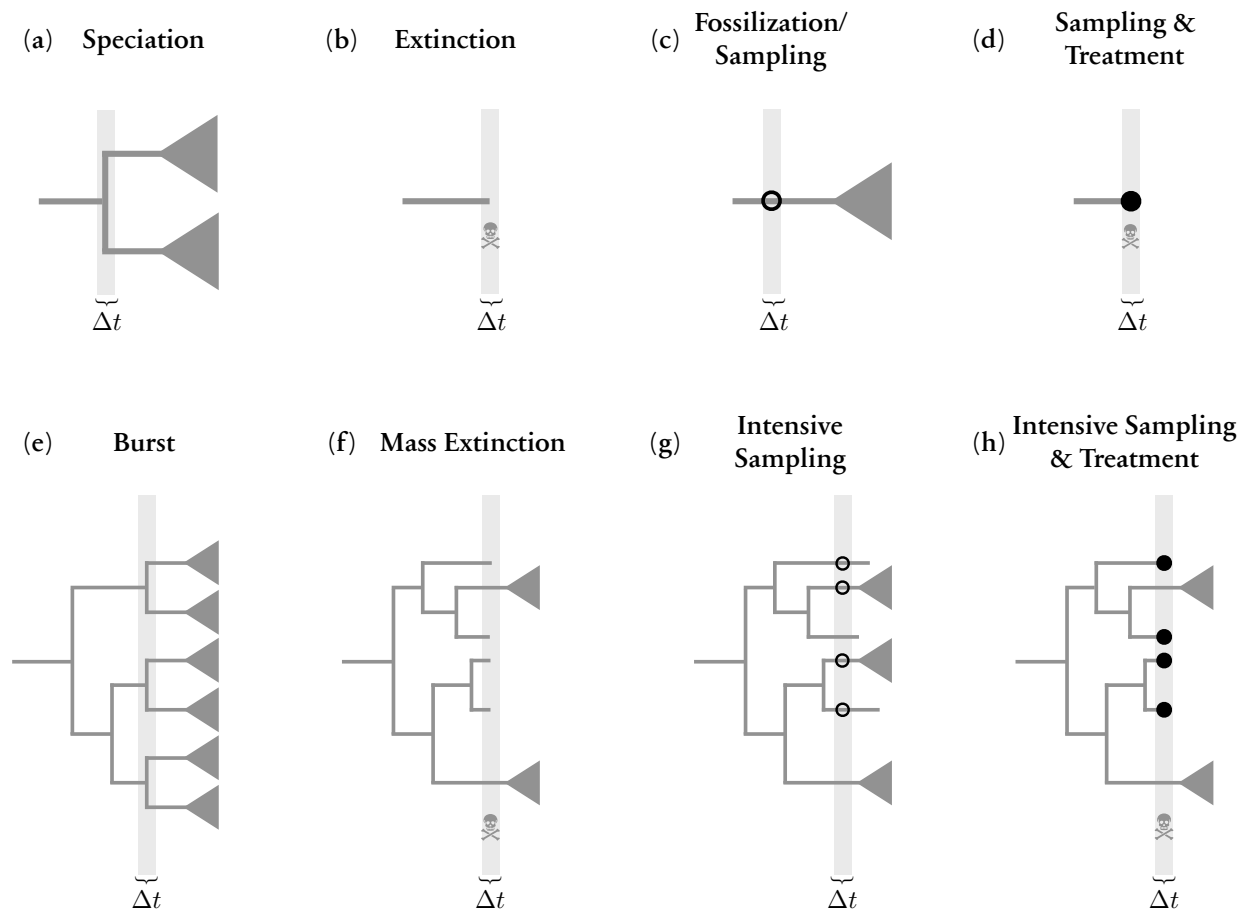 (a) Speciation
(b) Extinction
(c) Fossilization/
Sampling
(d) Sampling &
Treatment
Δt
Δt
Δt
Δt
(e) Burst
(f) Mass Extinction
(g) Intensive
Sampling
(h) Intensive Sampling
& Treatment
Δt
Δt
Δt
Δt